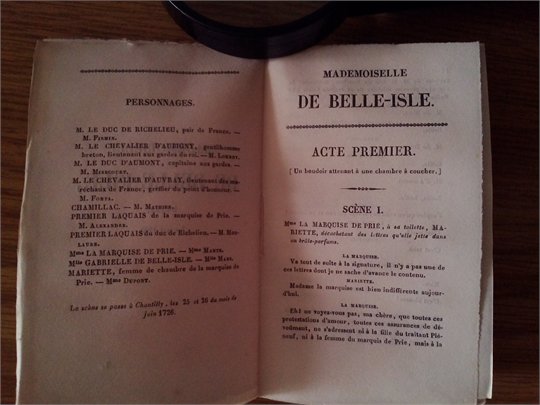 PERSONNAGES.
M. LE DUC DE RICHELIEU, pair de France. —
M. Firmin.
M. LE CHEVALIER D'AUBIGNY, gentilhomme
breton, lieutenant aux gardes du roi. — M. Lokroy.
M. LE DUC D'AUMONT, capitaine aux gardes. —
M. Mirecourt.
M. LE CHEVALIER D'AUVRAY, lieutenant des ma-
réchaux de France, greffier du point d'honneur. —
M. Fonta.
CHAMILLAC. — M. Mathien.
PREMIER LAQUAIS de la marquise de Prie. —
M. Alexandre.
PREMIER LAQUAIS du duc de Richelieu. — M. Mon-
laure.
Mme LA MARQUISE DE PRIE. — Mme Mante.
Mlle GABRIELLE DE BELLE-ISLE. — Mlle Mars.
MARIETTE, femme de chambre de la marquise de
Prie. — Mme Dupont.
La scène se passe à Chantilly, les 25 et 26 du mois de
juin 1726.
MADEMOISELLE
DE BELLE-ISLE.
ACTE PREMIER.
[Un boudoir attenant à une chambre à coucher.]
SCÈNE I.
Mme LA MARQUISE DE PRIE, à sa toilette, MA-
RIETTE, décachetant des lettres qu'elle jette dans
un brûle-parfums.
LA MARQUISE.
Va tout de suite à la signature, il n'y a pas une de
ces lettres dont je ne sache d'avance le contenu.
MARIETTE.
Madame la marquise est bien indifférente aujour-
d'hui.
LA MARQUISE.
Eh! ne voyez-vous pas, ma chère, que toutes ces
protestations d'amour, toutes ces assurances de dé-
vouement, ne s'adressent ni à la fille du traitant Plé-
neuf, ni à la femme du marquis de Prie, mais à la